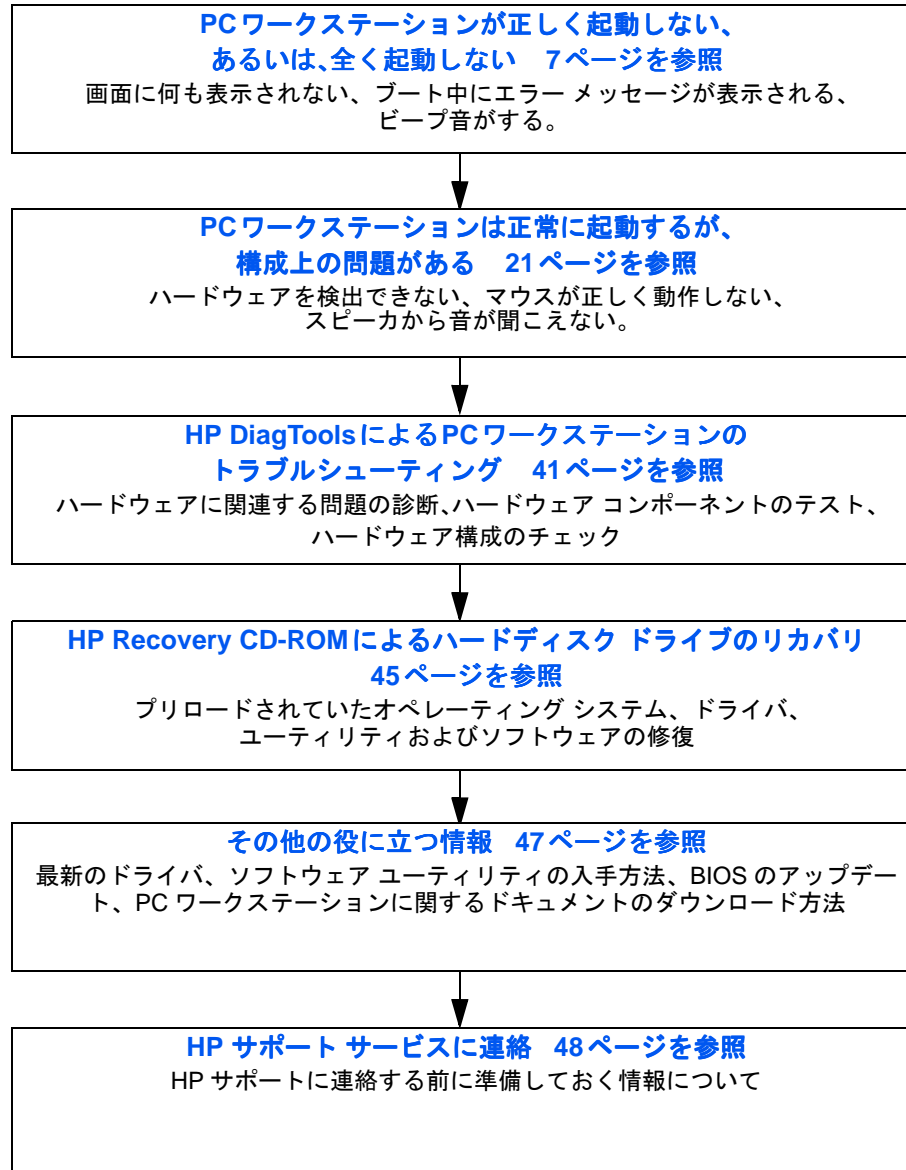 PCワークステーションが正しく起動しない、
あるいは、全く起動しない 7ページを参照
画面に何も表示されない、ブート中にエラー メッセージが表示される、
ビープ音がする。
PCワークステーションは正常に起動するが、
構成上の問題がある 21ページを参照
ハードウェアを検出できない、マウスが正しく動作しない、
スピーカから音が聞こえない。
HP DiagToolsによるPCワークステーションの
トラブルシューティング 41ページを参照
ハードウェアに関連する問題の診断、ハードウェア コンポーネントのテスト、
ハードウェア構成のチェック
HP Recovery CD-ROMによるハードディスク ドライブのリカバリ
45ページを参照
プリロードされていたオペレーティング システム、ドライバ、
ユーティリティおよびソフトウェアの修復
その他の役に立つ情報 47ページを参照
最新のドライバ、ソフトウェア ユーティリティの入手方法、BIOS のアップデー
ト、PC ワークステーションに関するドキュメントのダウンロード方法
HP サポート サービスに連絡 48ページを参照
HP サポートに連絡する前に準備しておく情報について